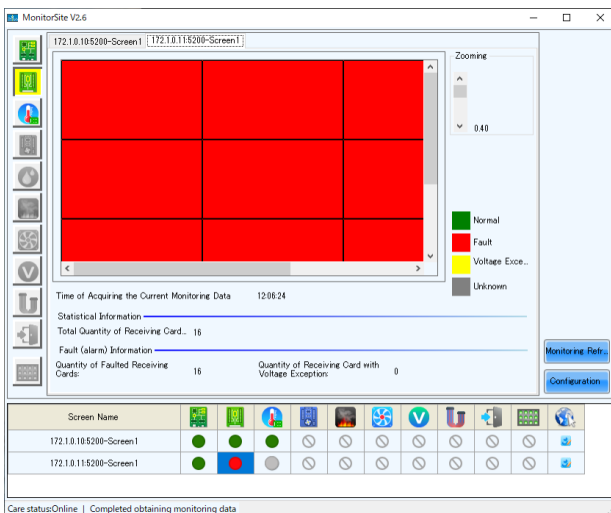 MonitorSite V2.6
172.1.0.10:5200-Screen1
172.1.0.11:5200-Screen1
Zooming
0.40
Normal
Fault
Voltage Exce...
Unknown
Time of Acquiring the Current Monitoring Data 12:06:24
Statistical Information
Total Quantity of Receiving Card... 16
Fault (alarm) Information
Quantity of Faulted Receiving
Cards: 16
Quantity of Receiving Card with
Voltage Exception: 0
Monitoring Refr...
Configuration
Screen Name
172.1.0.10:5200-Screen1
172.1.0.11:5200-Screen1
Care status:Online | Completed obtaining monitoring data